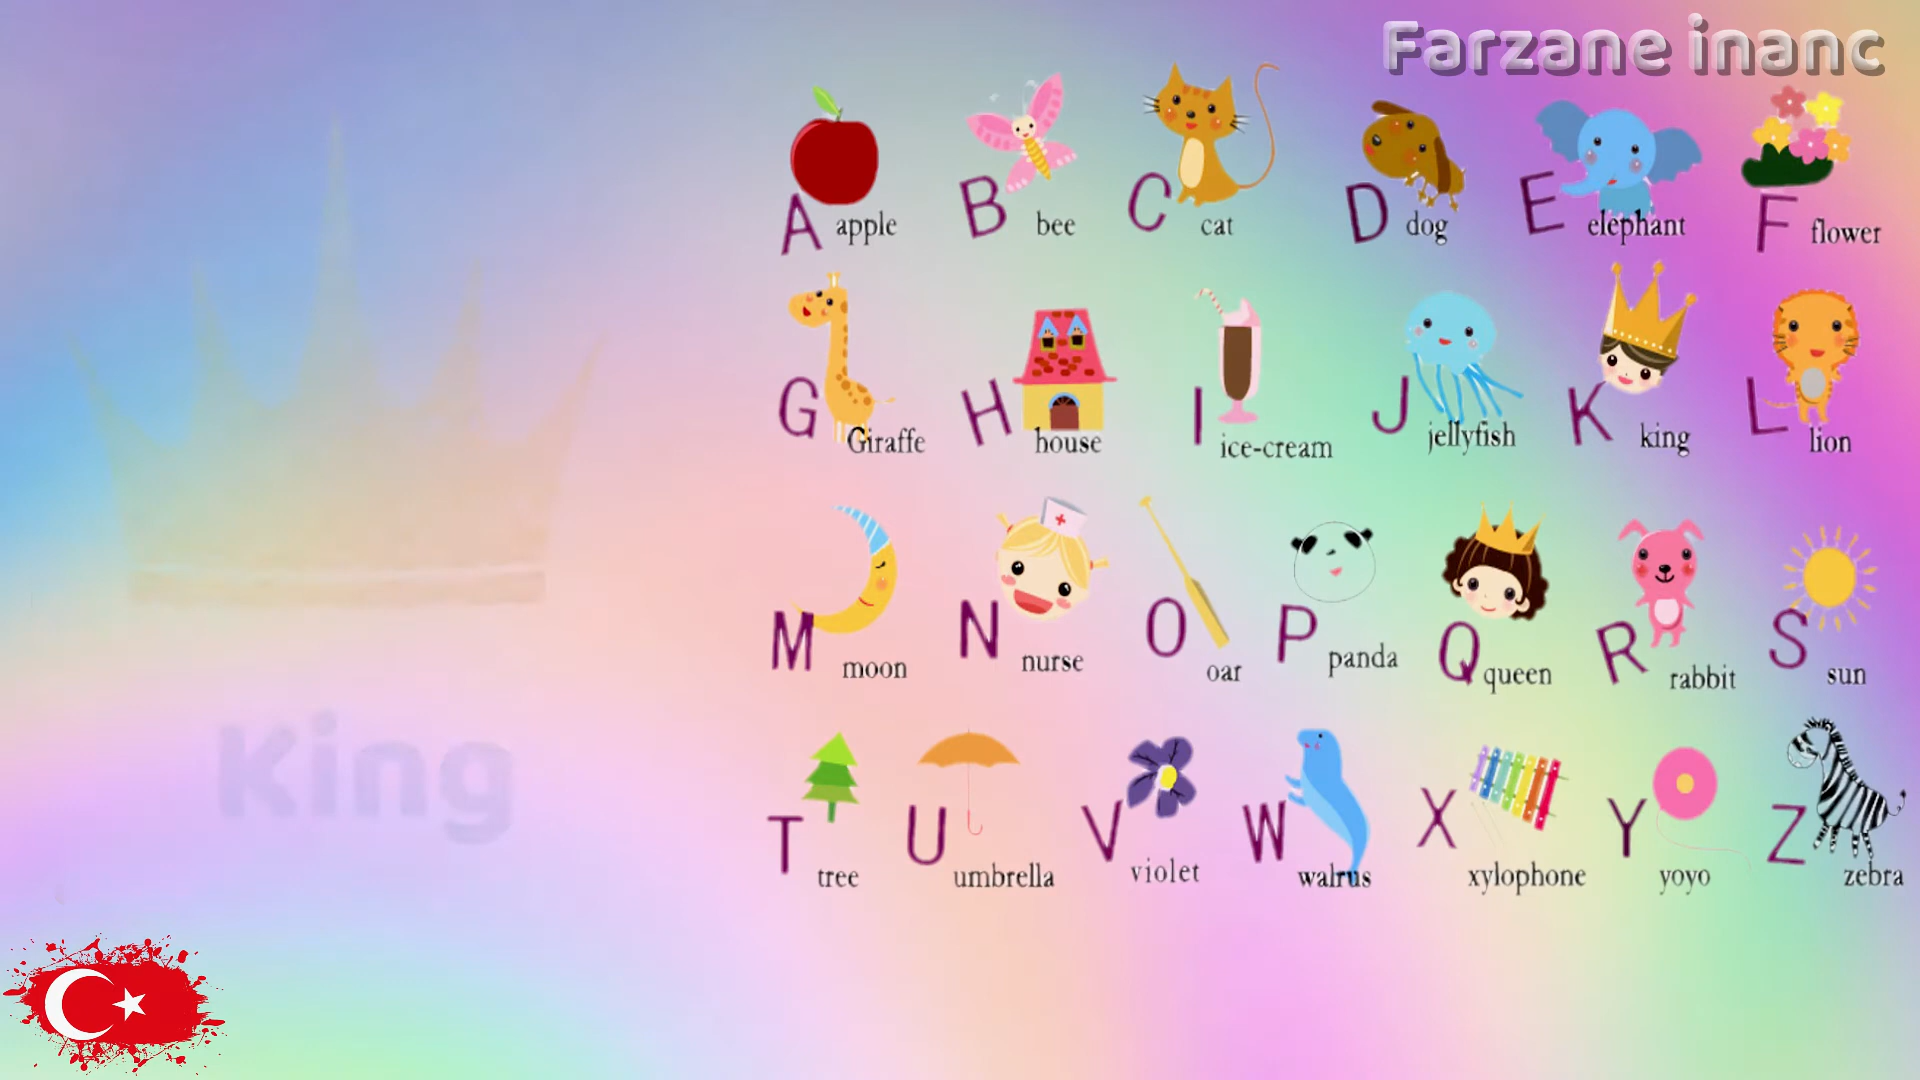 Farzane inanc
A apple B bee C cat D dog E elephant F flower
G Giraffe H house I ice-cream J jellyfish K king L lion
M moon N nurse O oar P panda Q queen R rabbit S sun
King
T tree U umbrella V violet W walrus X xylophone Y yoyo Z zebra